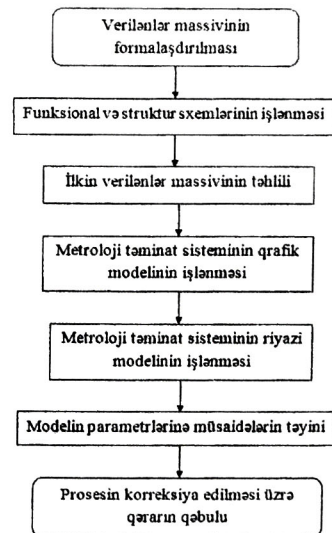 Verilənlər massivinin
formalaşdırılması
Funksional və struktur sxemlərinin işlənməsi
İlkin verilənlər massivinin təhlili
Metroloji təminat sisteminin qrafik
modelinin işlənməsi
Metroloji təminat sisteminin riyazi
modelinin işlənməsi
Modelin parametrlərinə müsaidələrin təyini
Prosesin korreksiya edilməsi üzrə
qərarın qəbulu